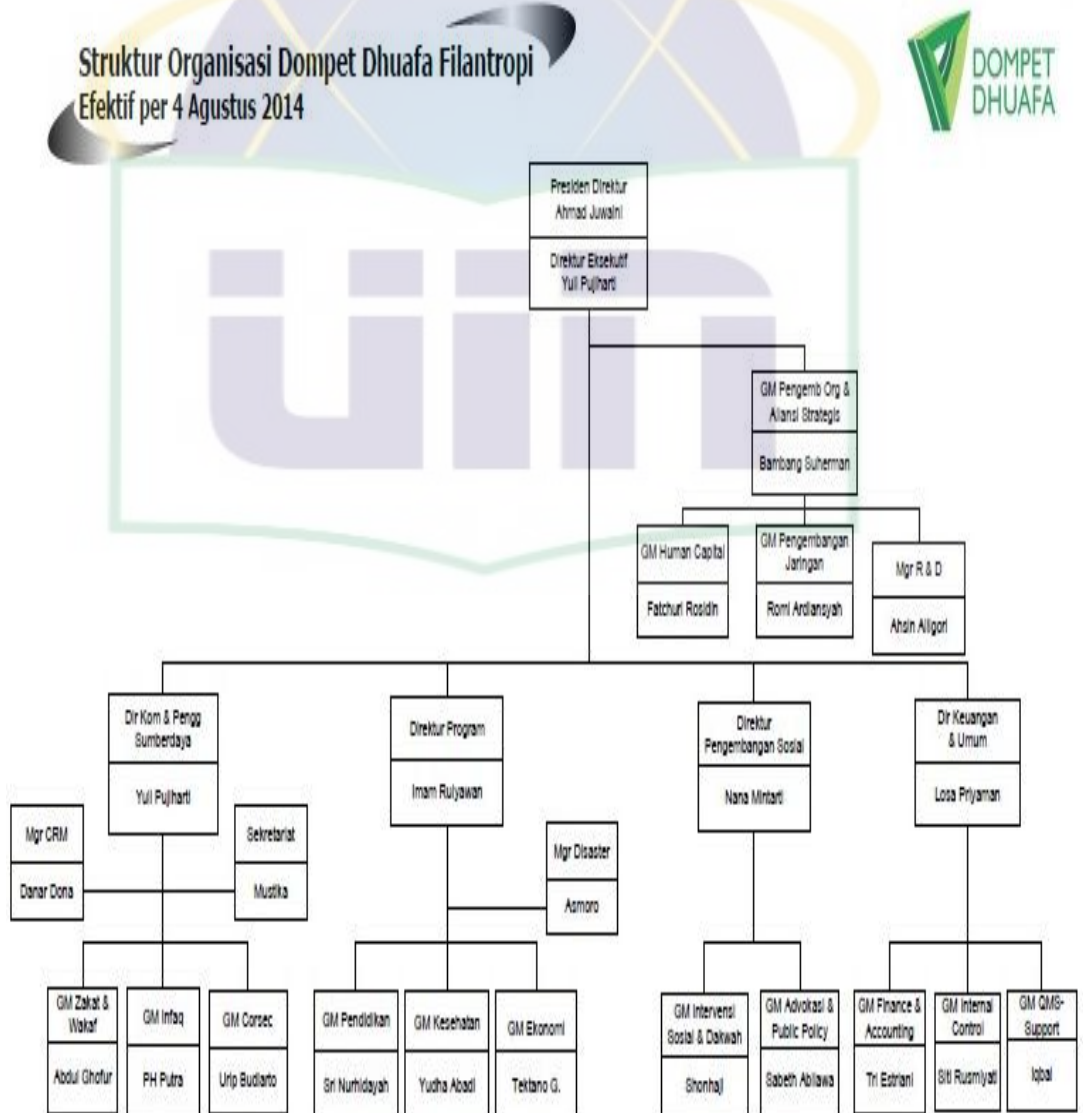 Struktur Organisasi Dompet Dhuafa Filantropi
Efektif per 4 Agustus 2014
DOMPET
DHUAFA
uin
Presiden Direktur
Ahmad Juwaini
Direktur Eksekutif
Yuli Pujiharti
GM Pengemb Org &
Aliansi Strategis
Bambang Suherman
GM Human Capital
Fatchuri Rosidin
GM Pengembangan
Jaringan
Romi Ardiansyah
Mgr R & D
Ahsin Aligori
Dir Kom & Pengg
Sumberdaya
Yuli Pujiharti
Direktur Program
Imam Rulyawan
Direktur
Pengembangan Sosial
Nana Mintarti
Dir Keuangan
& Umum
Losa Priyaman
Mgr CRM
Danar Dona
Sekretariat
Mustika
Mgr Disaster
Asmoro
GM Zakat &
Wakaf
Abdul Ghofur
GM Infaq
PH Putra
GM Corsec
Urip Budiarto
GM Pendidikan
Sri Nurhidayah
GM Kesehatan
Yudha Abadi
GM Ekonomi
Tektano G.
GM Intervensi
Sosial & Dakwah
Shonhaji
GM Advokasi &
Public Policy
Sabeth Abilawa
GM Finance &
Accounting
Tri Estriani
GM Internal
Control
Siti Rusmiyati
GM QMS-
Support
Iqbal